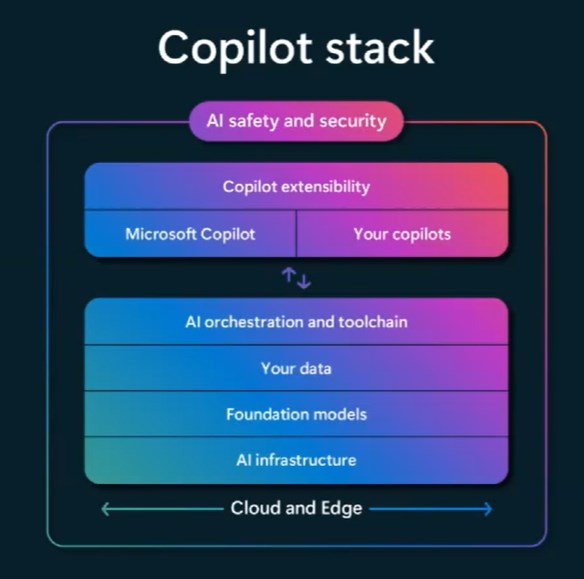 Copilot stack
AI safety and security
Copilot extensibility
Microsoft Copilot
Your copilots
AI orchestration and toolchain
Your data
Foundation models
AI infrastructure
Cloud and Edge